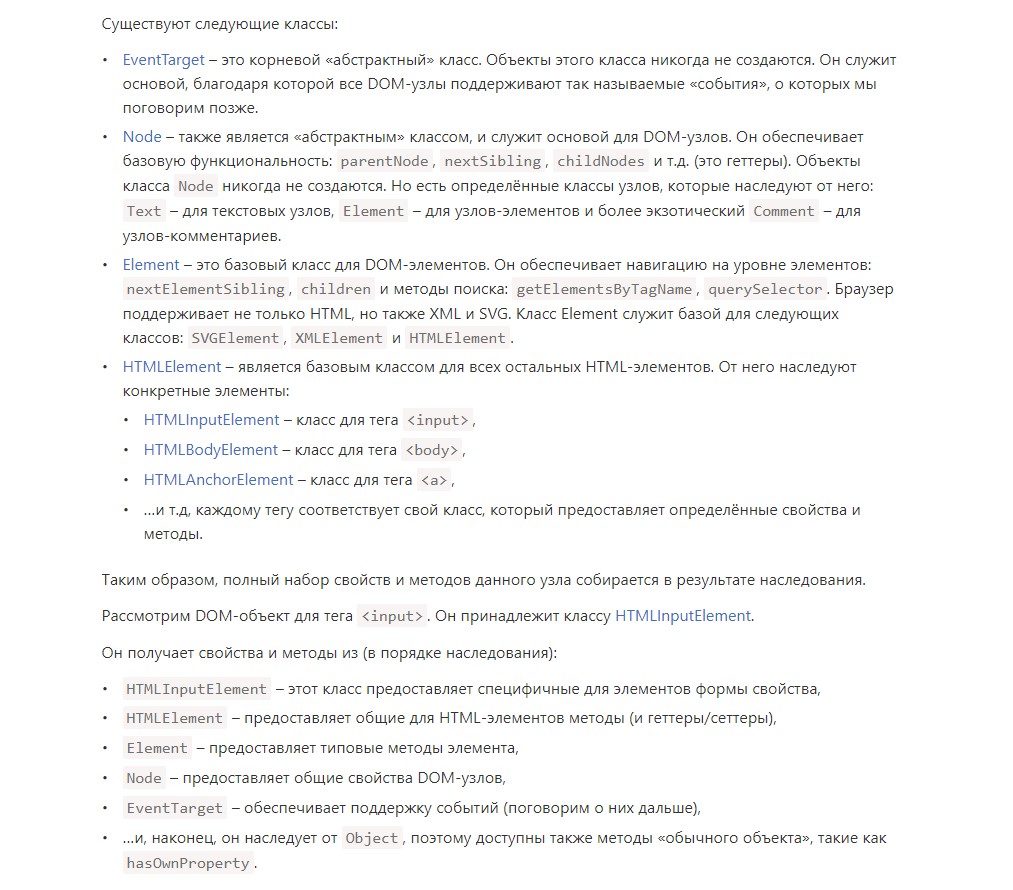 Существуют следующие классы:
• EventTarget – это корневой «абстрактный» класс. Объекты этого класса никогда не создаются. Он служит
основой, благодаря которой все DOM-узлы поддерживают так называемые «события», о которых мы
поговорим позже.
• Node – также является «абстрактным» классом, и служит основой для DOM-узлов. Он обеспечивает
базовую функциональность: parentNode, nextSibling, childNodes и т.д. (это геттеры). Объекты
класса Node никогда не создаются. Но есть определённые классы узлов, которые наследуют от него:
Text – для текстовых узлов, Element – для узлов-элементов и более экзотический Comment – для
узлов-комментариев.
• Element – это базовый класс для DOM-элементов. Он обеспечивает навигацию на уровне элементов:
nextElementSibling, children и методы поиска: getElementsByTagName, querySelector. Браузер
поддерживает не только HTML, но также XML и SVG. Класс Element служит базой для следующих
классов: SVGElement, XMLElement и HTMLElement.
• HTMLElement – является базовым классом для всех остальных HTML-элементов. От него наследуют
конкретные элементы:
• HTMLInputElement – класс для тега <input>,
• HTMLBodyElement – класс для тега <body>,
• HTMLAnchorElement – класс для тега <a>,
• …и т.д, каждому тегу соответствует свой класс, который предоставляет определённые свойства и
методы.
Таким образом, полный набор свойств и методов данного узла собирается в результате наследования.
Рассмотрим DOM-объект для тега <input>. Он принадлежит классу HTMLInputElement.
Он получает свойства и методы из (в порядке наследования):
• HTMLInputElement – этот класс предоставляет специфичные для элементов формы свойства,
• HTMLElement – предоставляет общие для HTML-элементов методы (и геттеры/сеттеры),
• Element – предоставляет типовые методы элемента,
• Node – предоставляет общие свойства DOM-узлов,
• EventTarget – обеспечивает поддержку событий (поговорим о них дальше),
• …и, наконец, он наследует от Object, поэтому доступны также методы «обычного объекта», такие как
hasOwnProperty.